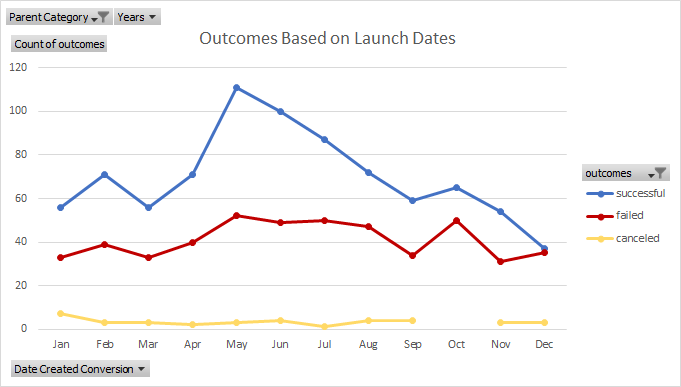 Parent Category Years
Count of outcomes
Outcomes Based on Launch Dates
120
100
80
60
40
20
0
Jan Feb Mar Apr May Jun Jul Aug Sep Oct Nov Dec
outcomes
successful
failed
canceled
Date Created Conversion